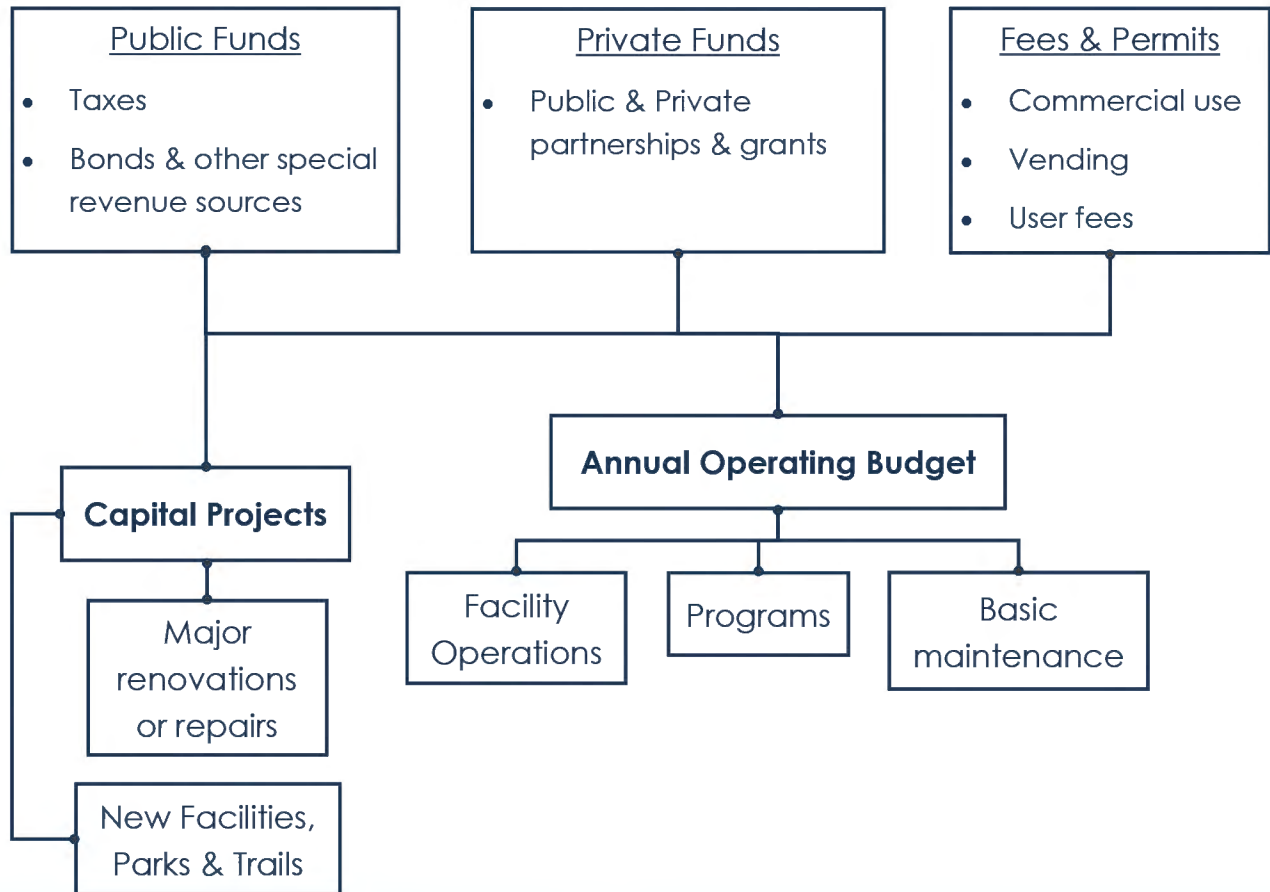 Public Funds
• Taxes
• Bonds & other special
revenue sources
Private Funds
• Public & Private
partnerships & grants
Fees & Permits
• Commercial use
• Vending
• User fees
Capital Projects
Annual Operating Budget
Major
renovations
or repairs
New Facilities,
Parks & Trails
Facility
Operations
Programs
Basic
maintenance